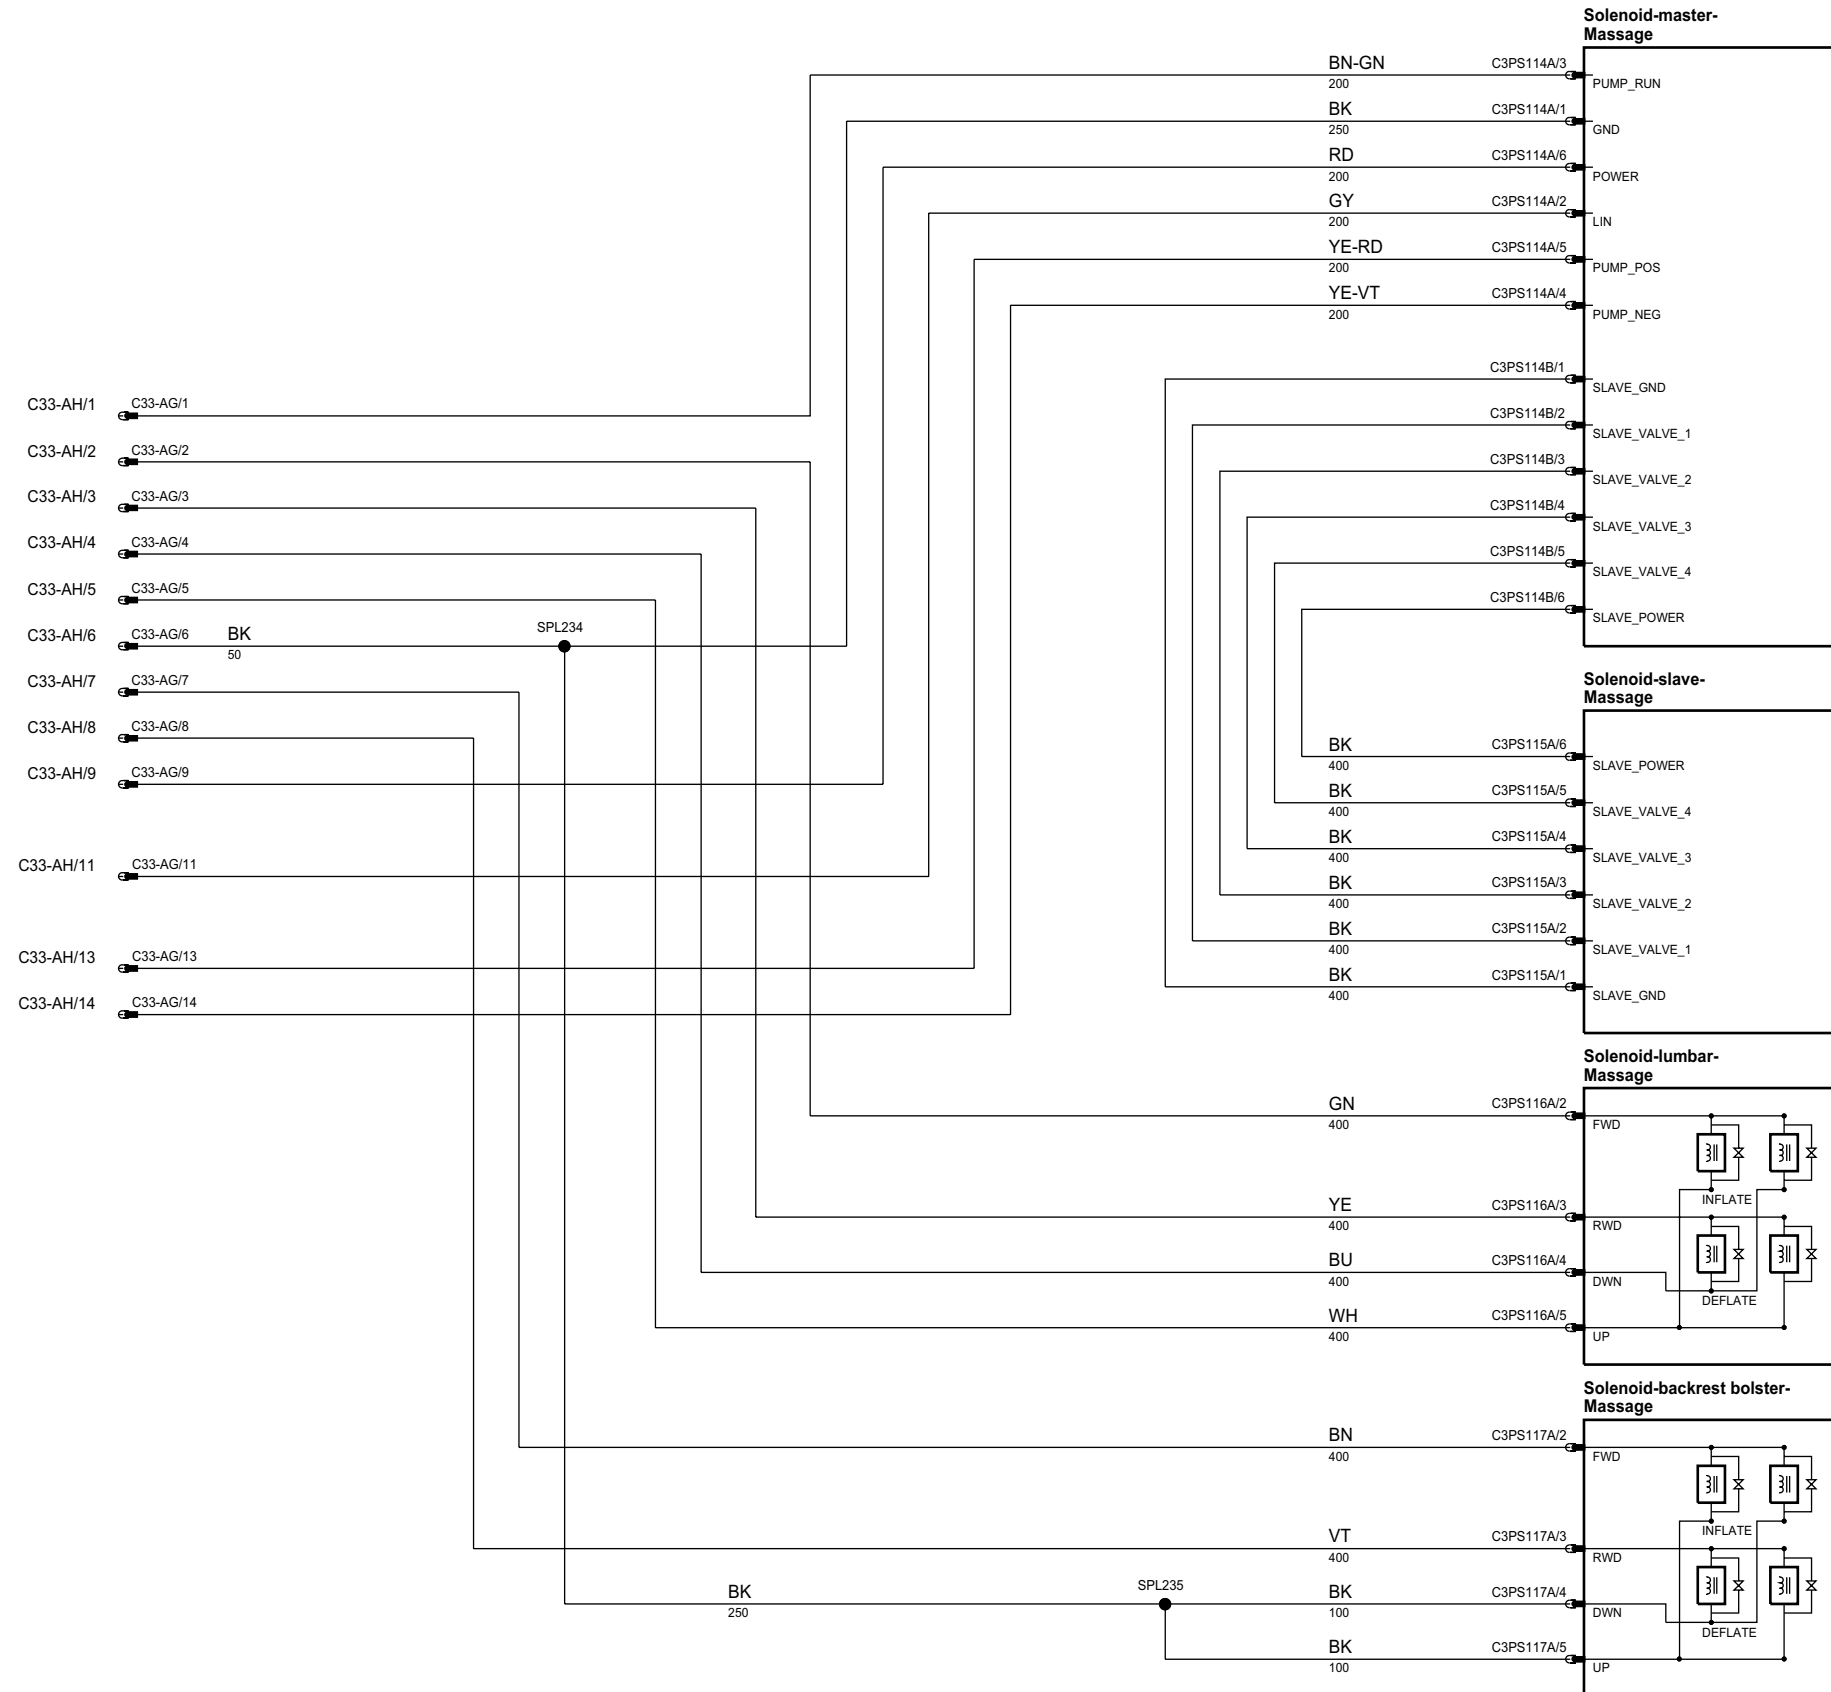 Solenoid-master-
Massage
BN-GN
200
C3PS114A/3
PUMP_RUN
BK
250
C3PS114A/1
GND
RD
200
C3PS114A/6
POWER
GY
200
C3PS114A/2
LIN
YE-RD
200
C3PS114A/5
PUMP_POS
YE-VT
200
C3PS114A/4
PUMP_NEG
C3PS114B/1
SLAVE_GND
C3PS114B/2
SLAVE_VALVE_1
C3PS114B/3
SLAVE_VALVE_2
C3PS114B/4
SLAVE_VALVE_3
C3PS114B/5
SLAVE_VALVE_4
C3PS114B/6
SLAVE_POWER
C33-AH/1 C33-AG/1
C33-AH/2 C33-AG/2
C33-AH/3 C33-AG/3
C33-AH/4 C33-AG/4
C33-AH/5 C33-AG/5
C33-AH/6 C33-AG/6 BK SPL234
50
C33-AH/7 C33-AG/7
C33-AH/8 C33-AG/8
C33-AH/9 C33-AG/9
C33-AH/11 C33-AG/11
C33-AH/13 C33-AG/13
C33-AH/14 C33-AG/14
Solenoid-slave-
Massage
BK
400
C3PS115A/6
SLAVE_POWER
BK
400
C3PS115A/5
SLAVE_VALVE_4
BK
400
C3PS115A/4
SLAVE_VALVE_3
BK
400
C3PS115A/3
SLAVE_VALVE_2
BK
400
C3PS115A/2
SLAVE_VALVE_1
BK
400
C3PS115A/1
SLAVE_GND
Solenoid-lumbar-
Massage
GN
400
C3PS116A/2
FWD
INFLATE
YE
400
C3PS116A/3
RWD
BU
400
C3PS116A/4
DWN
DEFLATE
WH
400
C3PS116A/5
UP
Solenoid-backrest bolster-
Massage
BN
400
C3PS117A/2
FWD
INFLATE
VT
400
C3PS117A/3
RWD
BK
250
SPL235
BK
100
C3PS117A/4
DWN
DEFLATE
BK
100
C3PS117A/5
UP